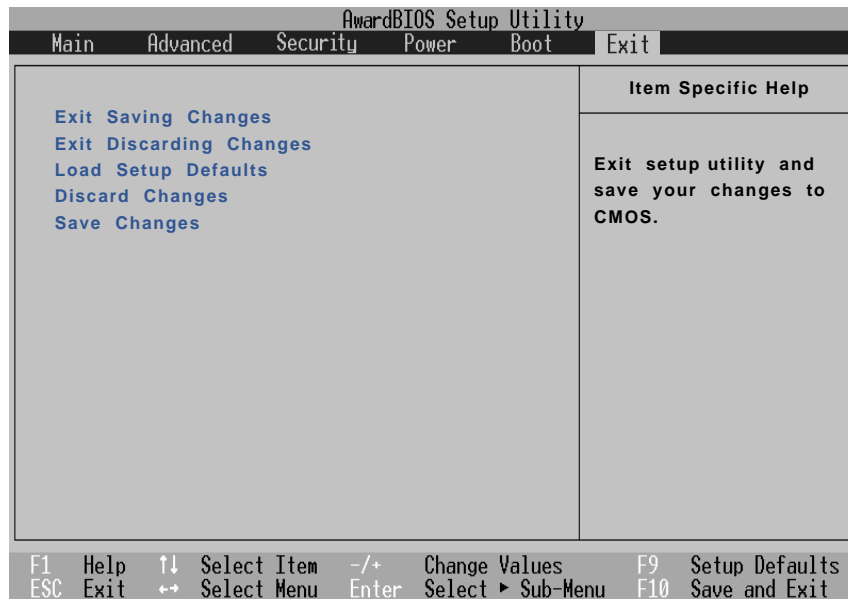 AwardBIOS Setup Utility
Main Advanced Security Power Boot Exit
Exit Saving Changes
Exit Discarding Changes
Load Setup Defaults
Discard Changes
Save Changes
Item Specific Help
Exit setup utility and
save your changes to
CMOS.
F1 Help ↑↓ Select Item -/+ Change Values F9 Setup Defaults
ESC Exit ←→ Select Menu Enter Select ▶ Sub-Menu F10 Save and Exit